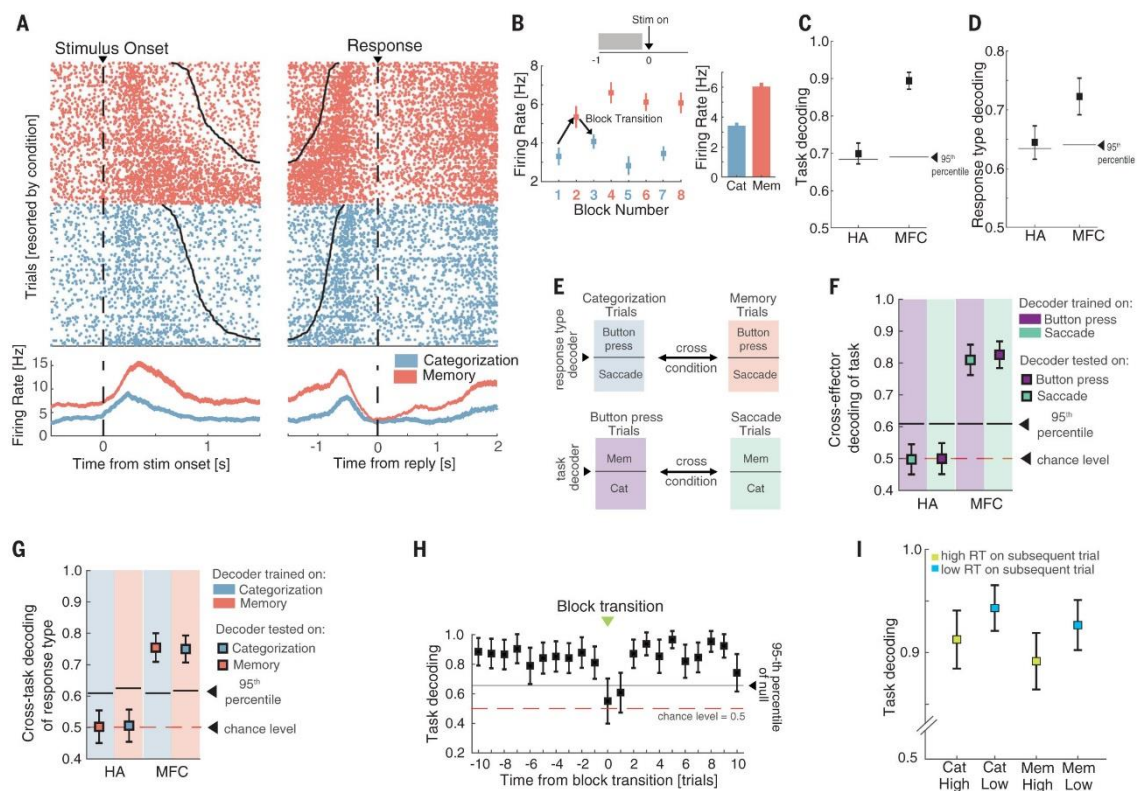 A
Stimulus Onset
Response
Trials [resorted by condition]
Firing Rate [Hz]
15
10
5
0
Categorization
Memory
0
1
Time from stim onset [s]
-1
0
1
2
Time from reply [s]
B
Stim on
-1
0
Firing Rate [Hz]
8
6
4
2
Block Transition
1
2
3
4
5
6
7
8
Block Number
Firing Rate [Hz]
6
4
2
0
Cat
Mem
C
Task decoding
1.0
0.9
0.8
0.7
0.6
0.5
95th
percentile
HA
MFC
D
Response type decoding
0.8
0.7
0.6
0.5
95th
percentile
HA
MFC
E
Categorization
Trials
Memory
Trials
response type
decoder
Button
press
Saccade
cross
condition
Button
press
Saccade
Button press
Trials
Saccade
Trials
task
decoder
Mem
Cat
cross
condition
Mem
Cat
F
Cross-effector
decoding of task
1.0
0.9
0.8
0.7
0.6
0.5
0.4
HA
MFC
Decoder trained on:
Button press
Saccade
Decoder tested on:
Button press
Saccade
95th
percentile
chance level
G
Cross-task decoding
of response type
1.0
0.9
0.8
0.7
0.6
0.5
0.4
HA
MFC
Decoder trained on:
Categorization
Memory
Decoder tested on:
Categorization
Memory
95th
percentile
chance level
H
Block transition
Task decoding
1.0
0.8
0.6
0.4
0.2
chance level = 0.5
95-th percentile
of null
-10
-8
-6
-4
-2
0
2
4
6
8
10
Time from block transition [trials]
I
Task decoding
1.0
0.9
0.5
high RT on subsequent trial
low RT on subsequent trial
Cat
High
Cat
Low
Mem
High
Mem
Low